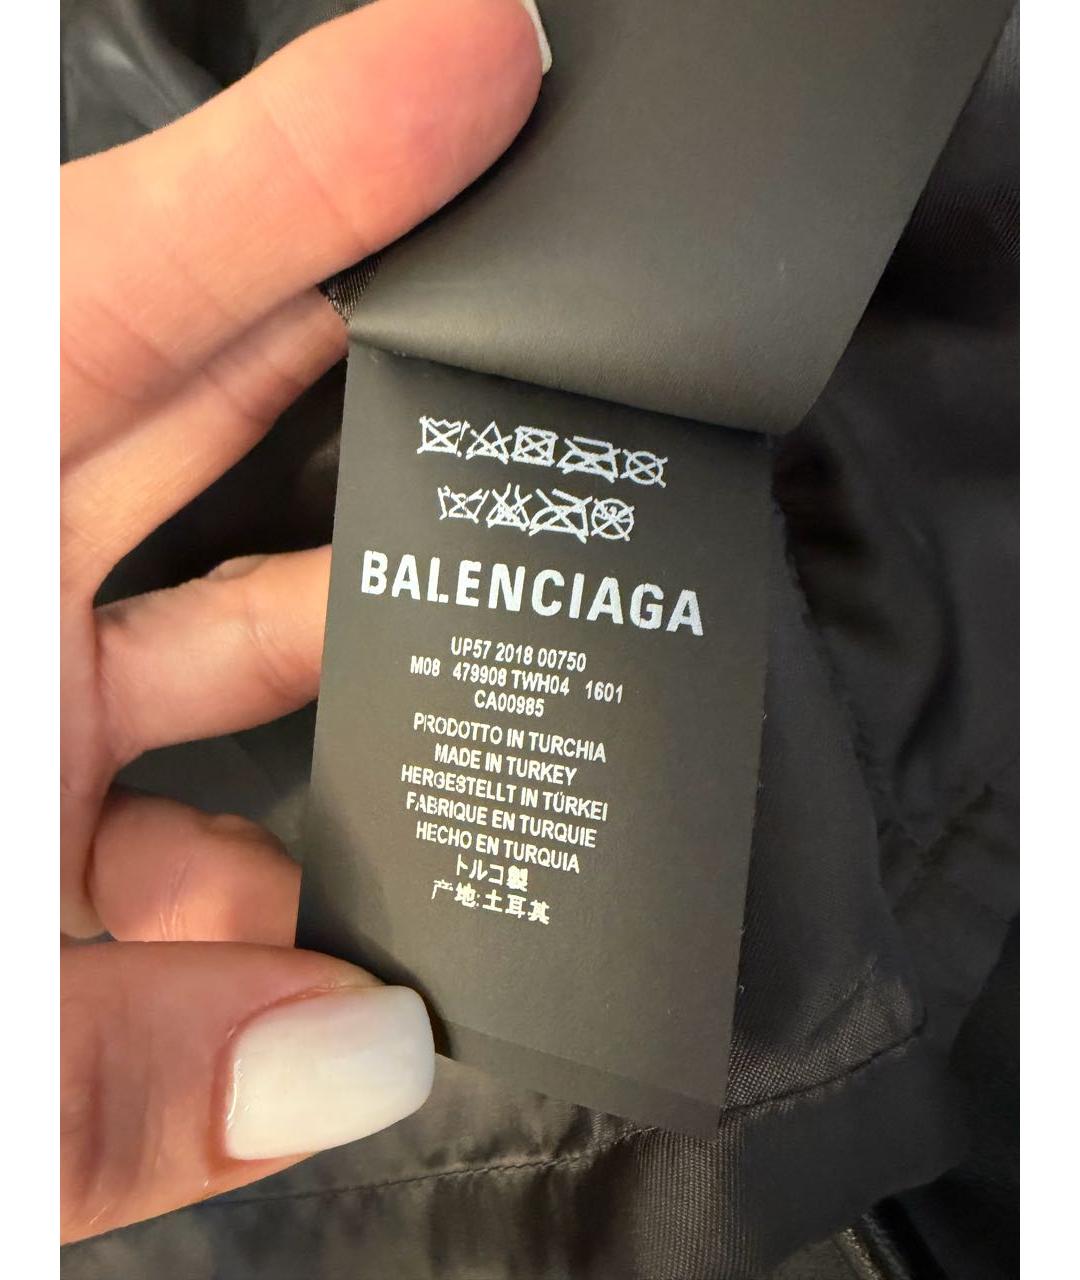 BALENCIAGA
UP57 2018 00750
M08 479908 TWH04 1601
CA00985
PRODOTTO IN TURCHIA
MADE IN TURKEY
HERGESTELLT IN TÜRKEI
FABRIQUE EN TURQUIE
HECHO EN TURQUIA
トルコ製
产地:土耳其